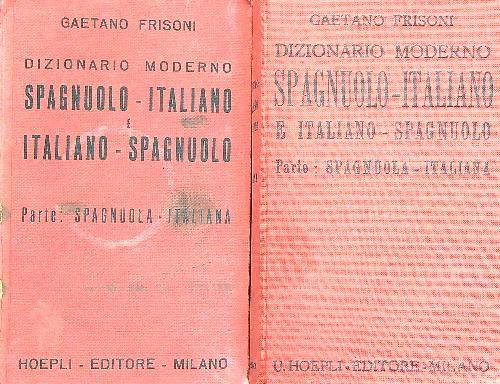 GAETANO FRISONI
DIZIONARIO MODERNO
SPAGNUOLO - ITALIANO
E
ITALIANO - SPAGNUOLO
Parte: SPAGNUOLA - ITALIANA
HOEPLI - EDITORE - MILANO
GAETANO FRISONI
DIZIONARIO MODERNO
SPAGNUOLO-ITALIANO
E ITALIANO-SPAGNUOLO
Parte: SPAGNUOLA-ITALIANA
U. HOEPLI-EDITORE-MILANO